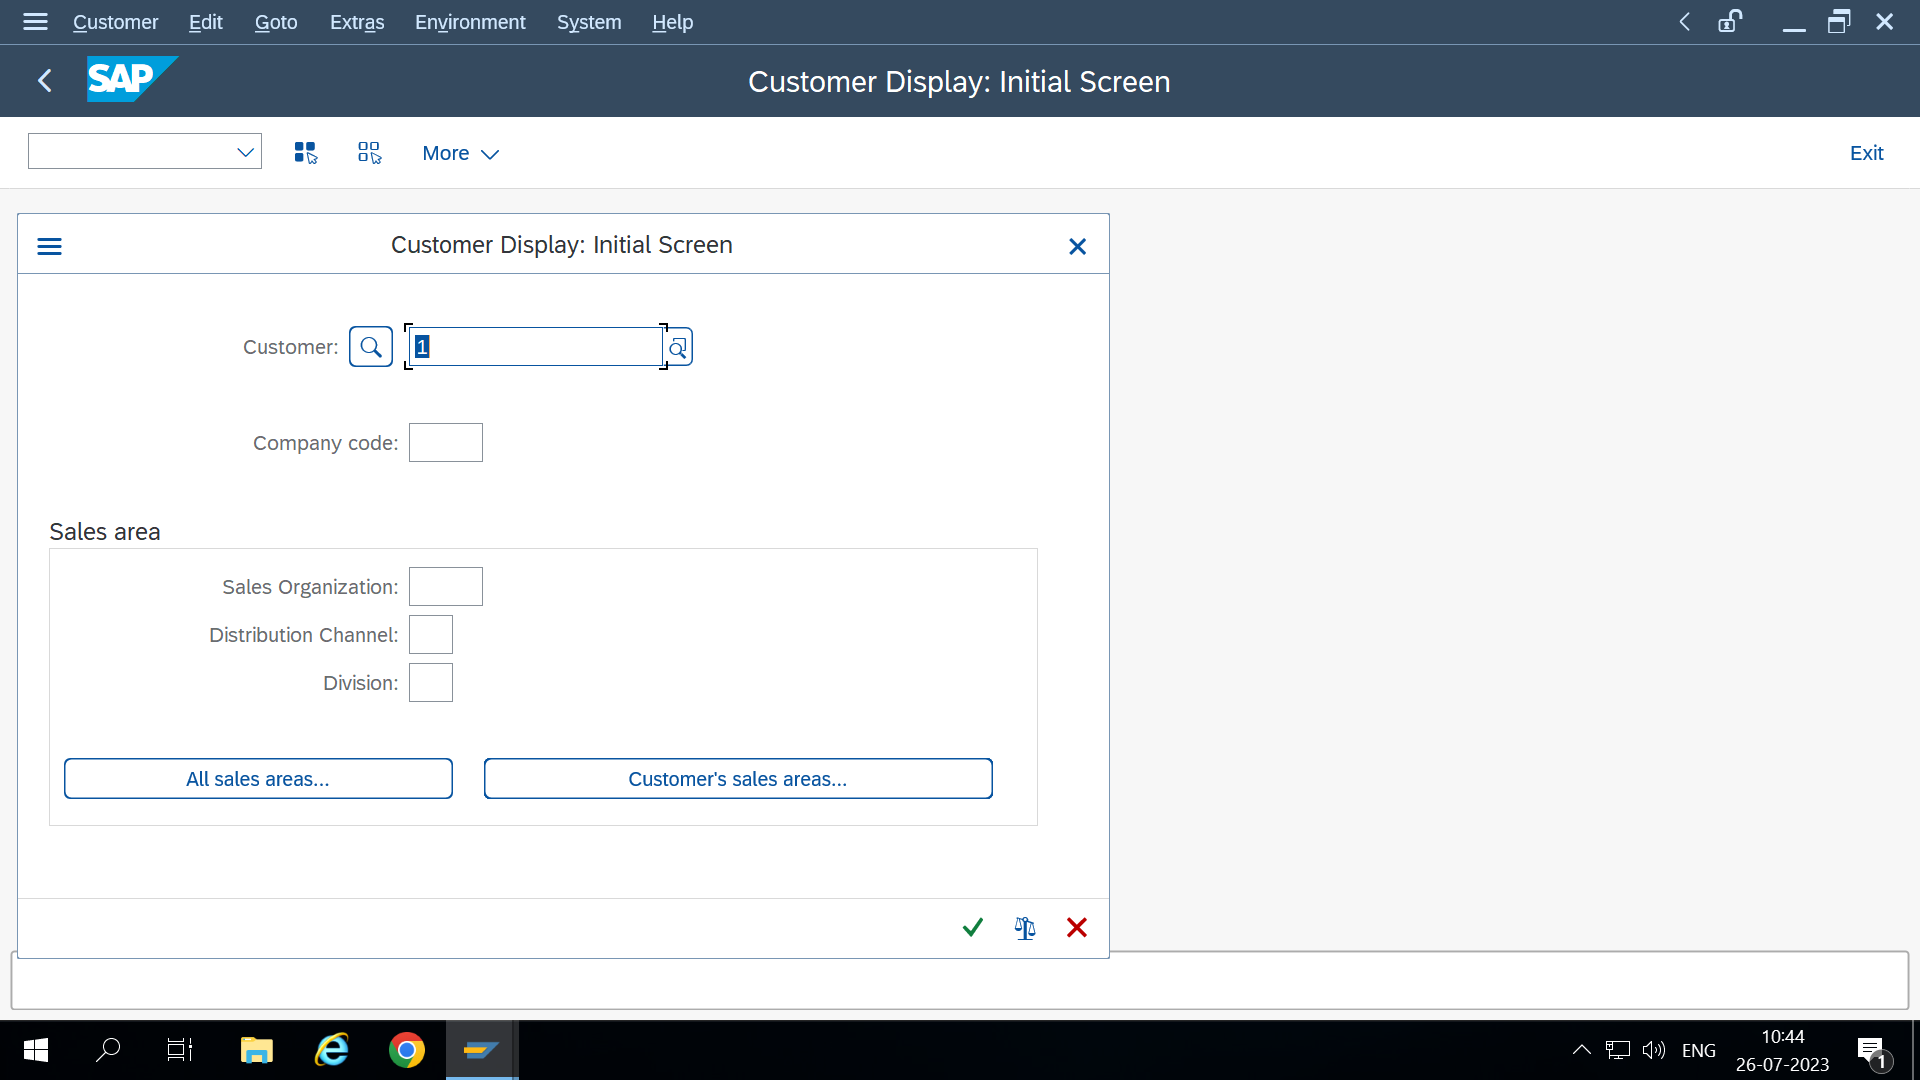 Customer Edit Goto Extras Environment System Help
SAP Customer Display: Initial Screen
More Exit
Customer Display: Initial Screen
Customer: 1
Company code:
Sales area
Sales Organization:
Distribution Channel:
Division:
All sales areas... Customer's sales areas...
ENG 10:44
26-07-2023 1